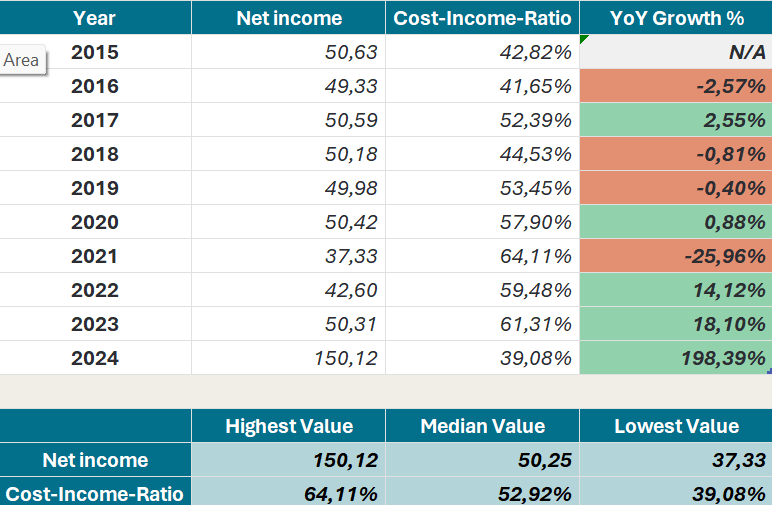 Year Net income Cost-Income-Ratio YoY Growth %
2015 50,63 42,82% N/A
Area
2016 49,33 41,65% -2,57%
2017 50,59 52,39% 2,55%
2018 50,18 44,53% -0,81%
2019 49,98 53,45% -0,40%
2020 50,42 57,90% 0,88%
2021 37,33 64,11% -25,96%
2022 42,60 59,48% 14,12%
2023 50,31 61,31% 18,10%
2024 150,12 39,08% 198,39%
Highest Value Median Value Lowest Value
Net income 150,12 50,25 37,33
Cost-Income-Ratio 64,11% 52,92% 39,08%